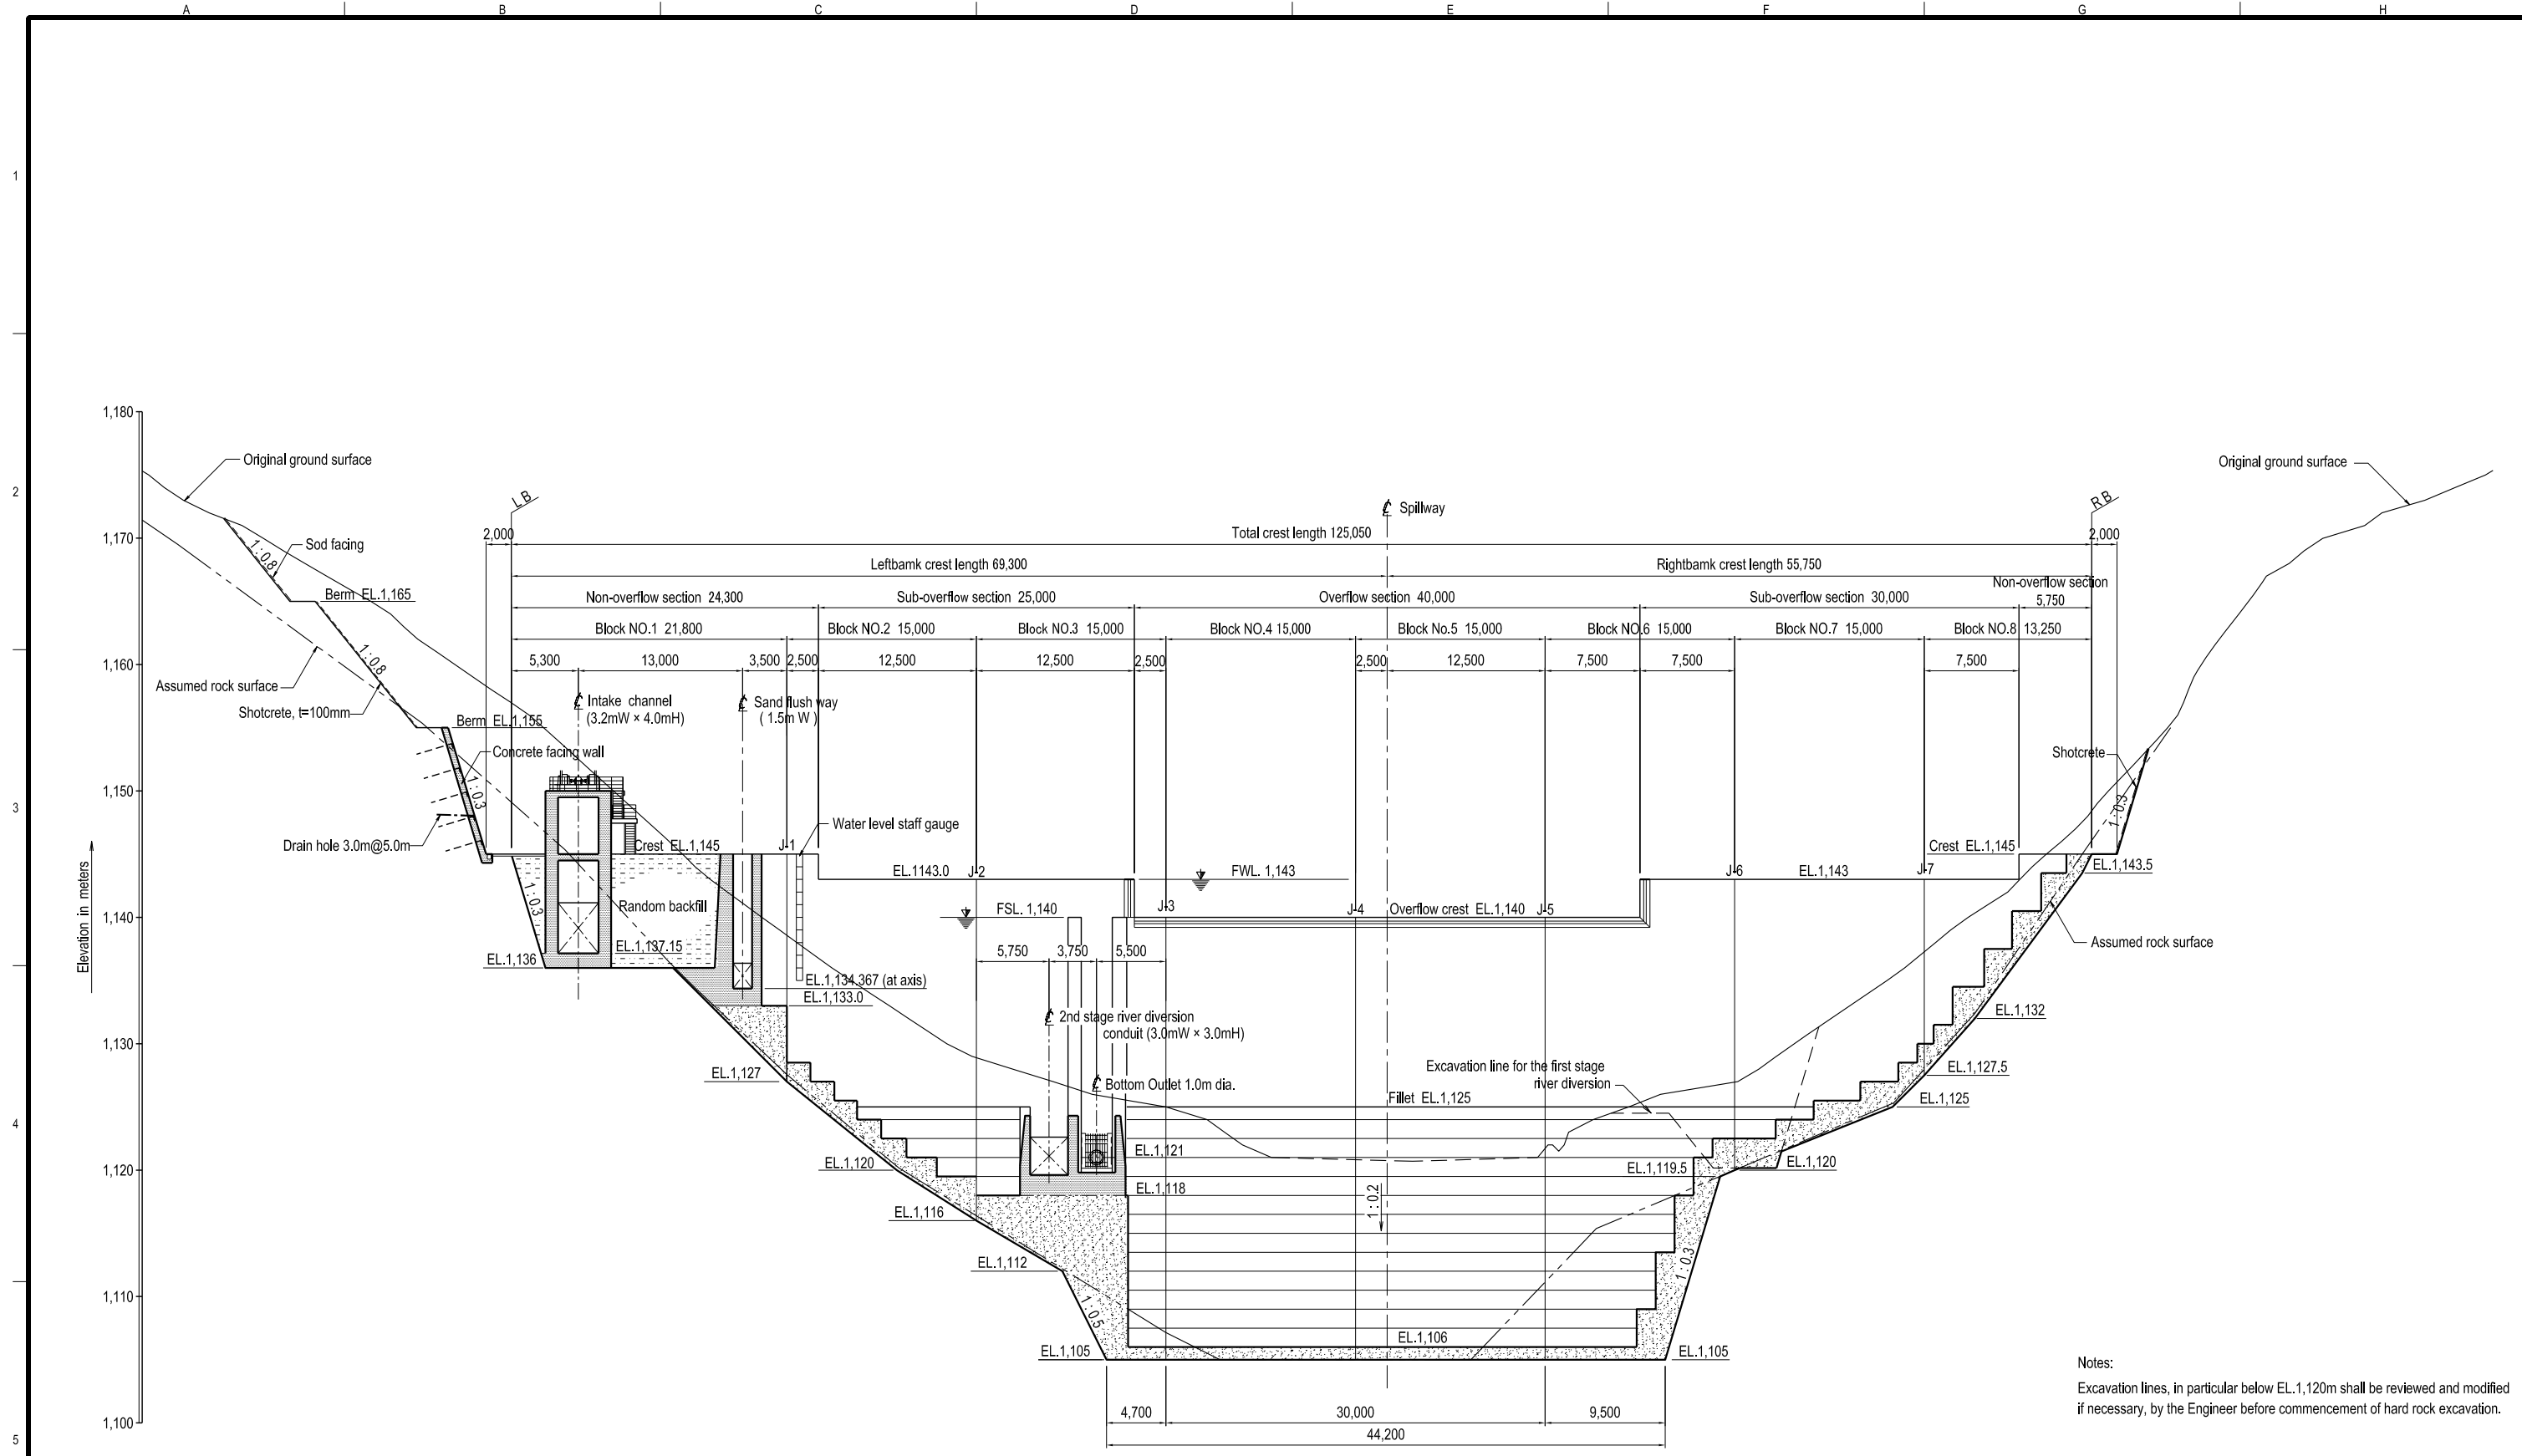 A B C D E F G H
1
2
3
4
5
1,180
1,170
1,160
1,150
1,140
1,130
1,120
1,110
1,100
Elevation in meters
Original ground surface
Original ground surface
L B
R B
℄ Spillway
2,000
Total crest length 125,050
2,000
Leftbamk crest length 69,300
Rightbamk crest length 55,750
Non-overflow section 24,300
Sub-overflow section 25,000
Overflow section 40,000
Sub-overflow section 30,000
Non-overflow section
5,750
Block NO.1 21,800
Block NO.2 15,000
Block NO.3 15,000
Block NO.4 15,000
Block No.5 15,000
Block NO.6 15,000
Block NO.7 15,000
Block NO.8 13,250
5,300
13,000
3,500
2,500
12,500
12,500
2,500
2,500
12,500
7,500
7,500
7,500
Sod facing
1:0.8
Berm EL.1,165
1:0.8
Assumed rock surface
Shotcrete, t=100mm
Berm EL.1,155
Concrete facing wall
1:0.3
Drain hole 3.0m@5.0m
℄ Intake channel
(3.2mW × 4.0mH)
℄ Sand flush way
( 1.5m W )
Water level staff gauge
Crest EL.1,145
J-1
EL.1143.0
J-2
FWL. 1,143
J-6
EL.1,143
J-7
Crest EL.1,145
Shotcrete
1:0.3
EL.1,143.5
1:0.3
Random backfill
EL.1,137.15
EL.1,136
FSL. 1,140
J-3
J-4
Overflow crest EL.1,140
J-5
Assumed rock surface
5,750
3,750
5,500
EL.1,134.367 (at axis)
EL.1,133.0
℄ 2nd stage river diversion
conduit (3.0mW × 3.0mH)
EL.1,132
EL.1,127
℄ Bottom Outlet 1.0m dia.
Excavation line for the first stage
river diversion
EL.1,127.5
Fillet EL.1,125
EL.1,125
EL.1,121
EL.1,120
EL.1,119.5
EL.1,120
EL.1,118
1:0.2
EL.1,116
EL.1,112
1:0.3
1:0.5
EL.1,106
EL.1,105
EL.1,105
4,700
30,000
9,500
44,200
Notes:
Excavation lines, in particular below EL.1,120m shall be reviewed and modified
if necessary, by the Engineer before commencement of hard rock excavation.